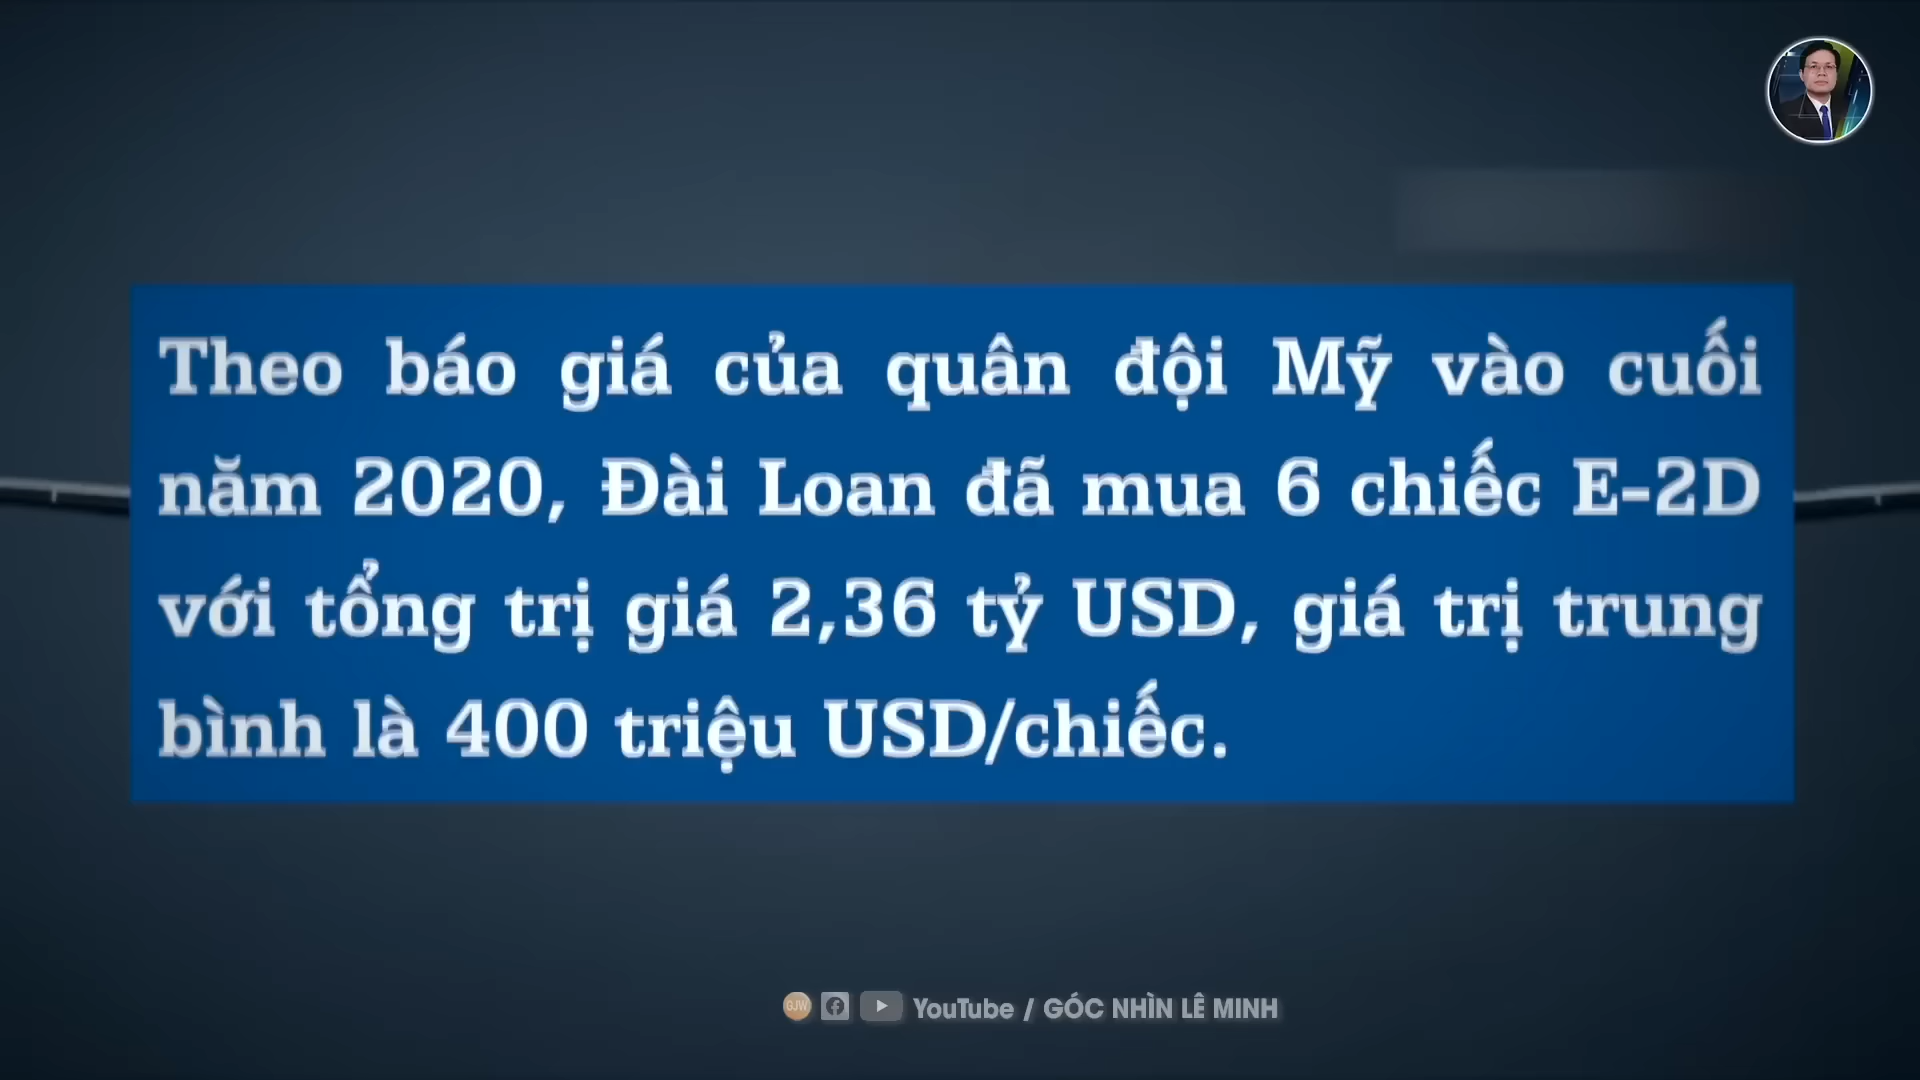 Theo báo giá của quân đội Mỹ vào cuối
năm 2020, Đài Loan đã mua 6 chiếc E-2D
với tổng trị giá 2,36 tỷ USD, giá trị trung
bình là 400 triệu USD/chiếc.
GJW YouTube / GÓC NHÌN LÊ MINH